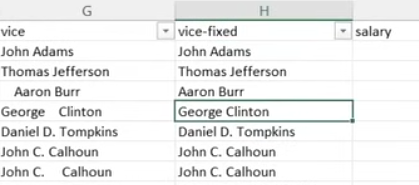 G H
vice vice-fixed salary
John Adams John Adams
Thomas Jefferson Thomas Jefferson
Aaron Burr Aaron Burr
George    Clinton George Clinton
Daniel D. Tompkins Daniel D. Tompkins
John C. Calhoun John C. Calhoun
John C.    Calhoun John C. Calhoun